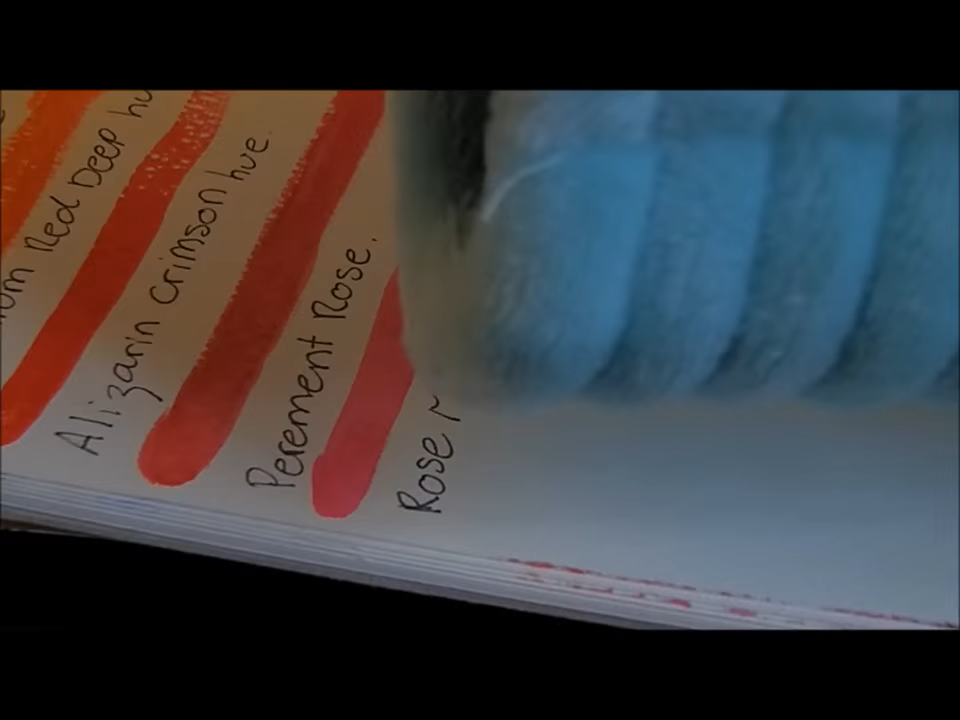 Red Deep hu
Alizarin Crimson hue.
Perement Rose.
Rose r